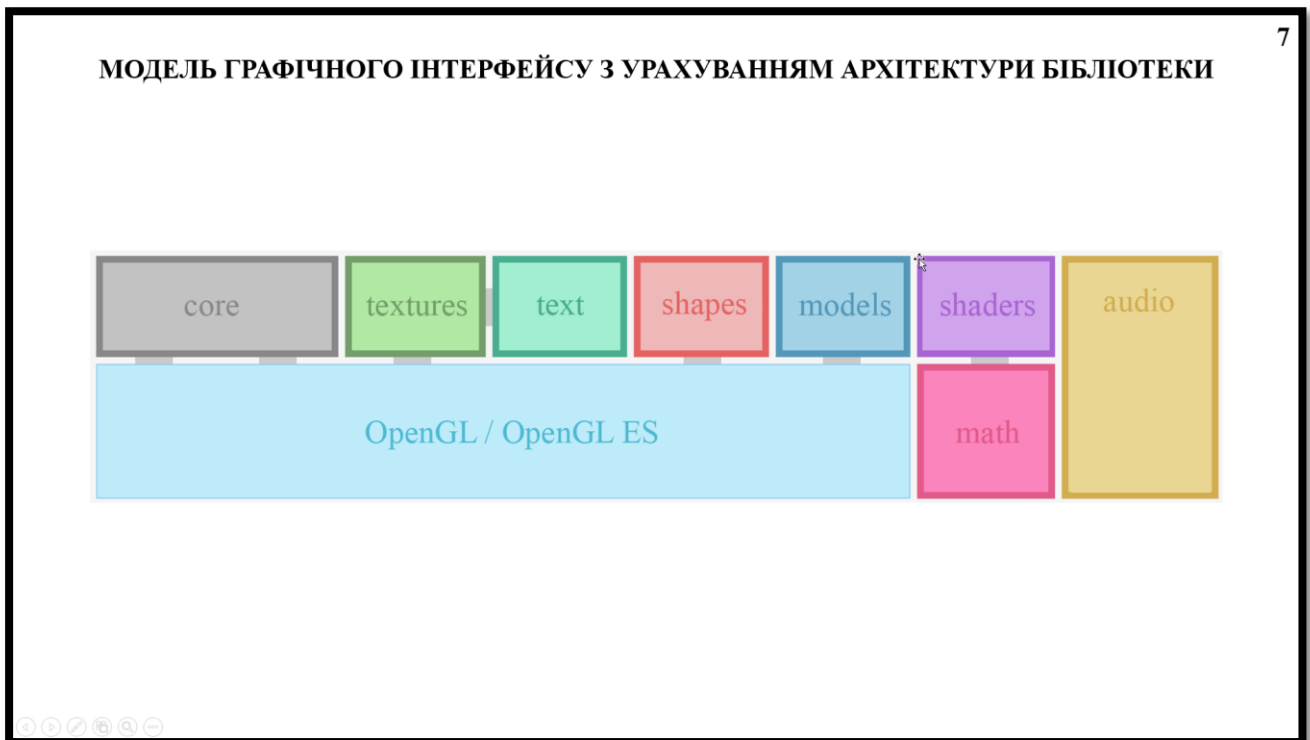 7
МОДЕЛЬ ГРАФІЧНОГО ІНТЕРФЕЙСУ З УРАХУВАННЯМ АРХІТЕКТУРИ БІБЛІОТЕКИ
core
textures
text
shapes
models
shaders
audio
OpenGL / OpenGL ES
math